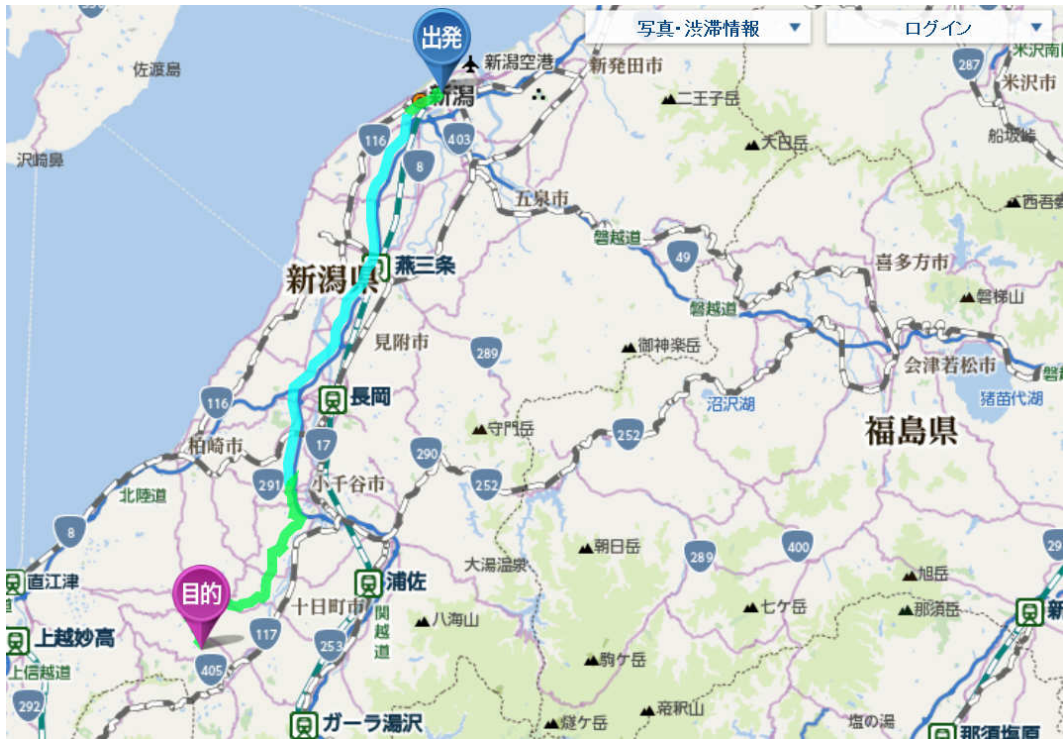 出発
写真・渋滞情報
ログイン
佐渡島
新潟空港
新発田市
287
米沢市
新潟
二王子岳
船坂峠
沢崎鼻
116
403
8
五泉市
磐越道
49
喜多方市
新潟県
燕三条
磐梯山
磐越道
見附市
289
御神楽岳
会津若松市
116
長岡
沼沢湖
猪苗代湖
柏崎市
17
守門岳
252
福島県
290
291
小千谷市
252
北陸道
8
朝日岳
289
400
大湯温泉
直江津
目的
浦佐
旭岳
十日町市
七ケ岳
那須岳
八海山
関越道
上越妙高
117
253
405
駒ケ岳
上信越道
292
ガーラ湯沢
燧ケ岳
帝釈山
塩の湯
那須塩原